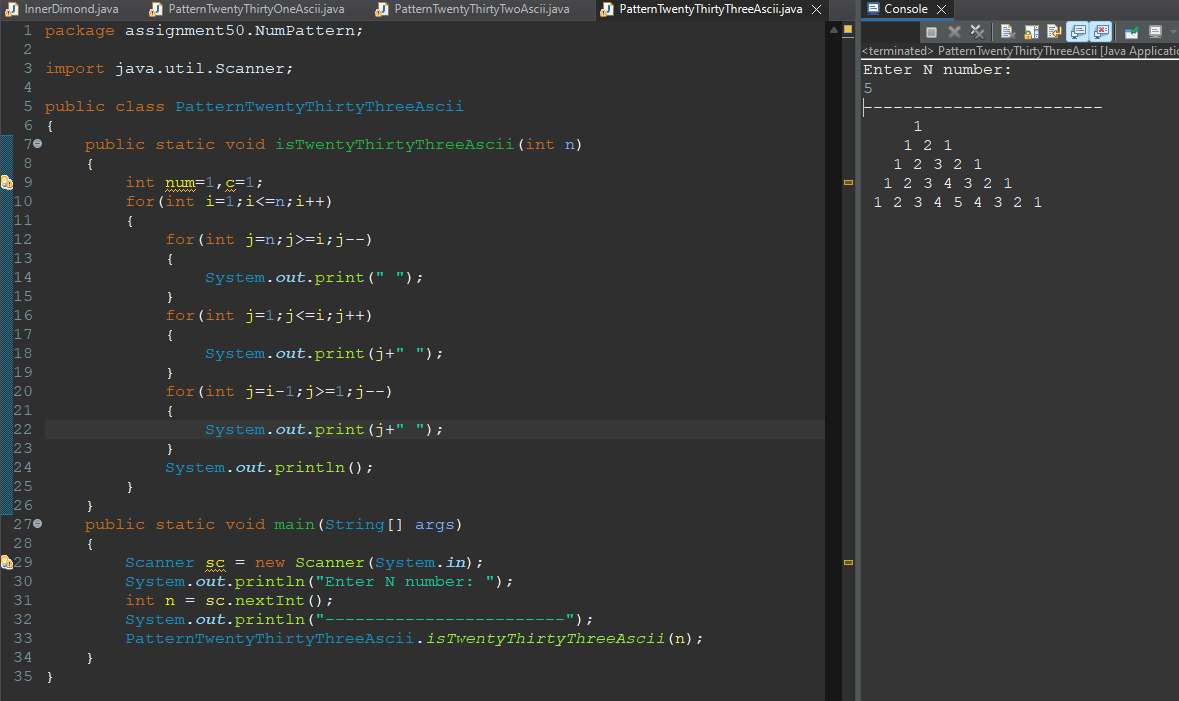 InnerDimond.java PatternTwentyThirtyOneAscii.java PatternTwentyThirtyTwoAscii.java PatternTwentyThirtyThreeAscii.java
1 package assignment50.NumPattern;
2
3 import java.util.Scanner;
4
5 public class PatternTwentyThirtyThreeAscii
6 {
7 public static void isTwentyThirtyThreeAscii(int n)
8 {
9 int num=1,c=1;
10 for(int i=1;i<=n;i++)
11 {
12 for(int j=n;j>=i;j--)
13 {
14 System.out.print(" ");
15 }
16 for(int j=1;j<=i;j++)
17 {
18 System.out.print(j+" ");
19 }
20 for(int j=i-1;j>=1;j--)
21 {
22 System.out.print(j+" ");
23 }
24 System.out.println();
25 }
26 }
27 public static void main(String[] args)
28 {
29 Scanner sc = new Scanner(System.in);
30 System.out.println("Enter N number: ");
31 int n = sc.nextInt();
32 System.out.println("------------------------");
33 PatternTwentyThirtyThreeAscii.isTwentyThirtyThreeAscii(n);
34 }
35 }
Console
<terminated> PatternTwentyThirtyThreeAscii [Java Applicatio
Enter N number:
5
------------------------
1
1 2 1
1 2 3 2 1
1 2 3 4 3 2 1
1 2 3 4 5 4 3 2 1